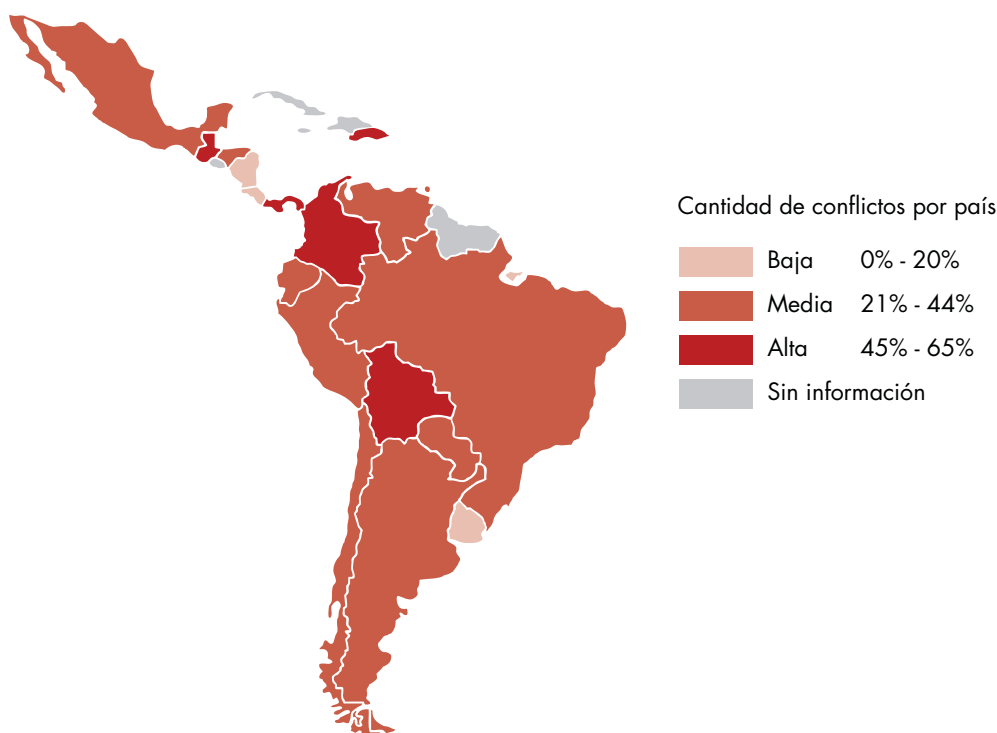 Cantidad de conflictos por país
Baja 0% - 20%
Media 21% - 44%
Alta 45% - 65%
Sin información